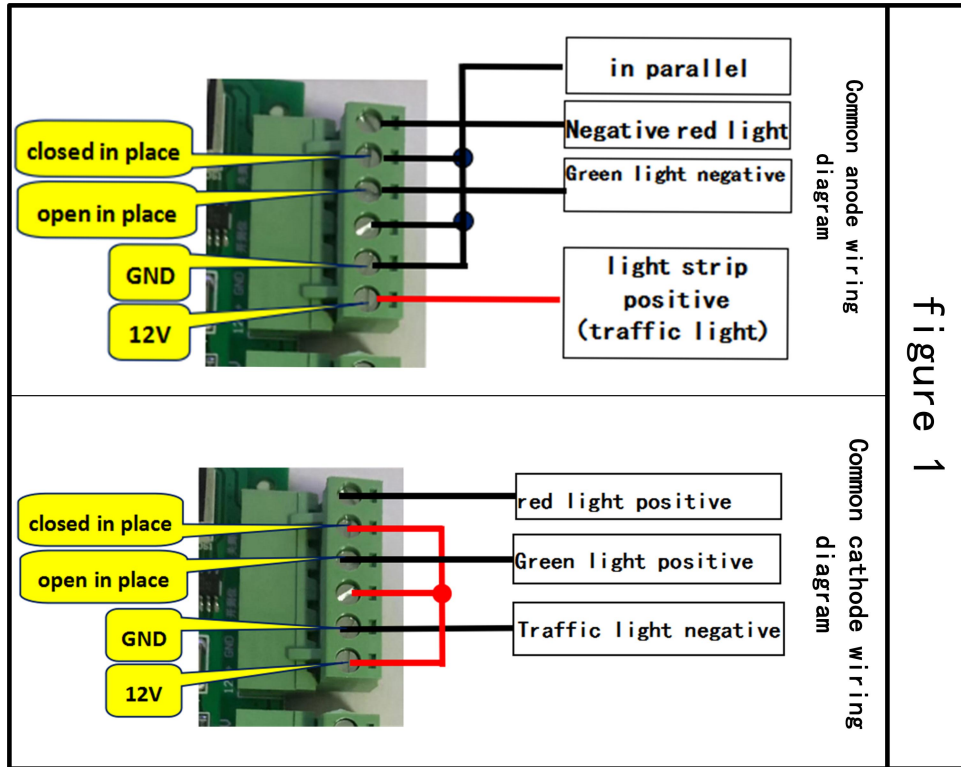 in parallel
Negative red light
closed in place
Green light negative
open in place
GND
light strip
positive
(traffic light)
12V
Common anode wiring
diagram
figure 1
red light positive
closed in place
Green light positive
open in place
Traffic light negative
GND
12V
Common cathode wiring
diagram
GND